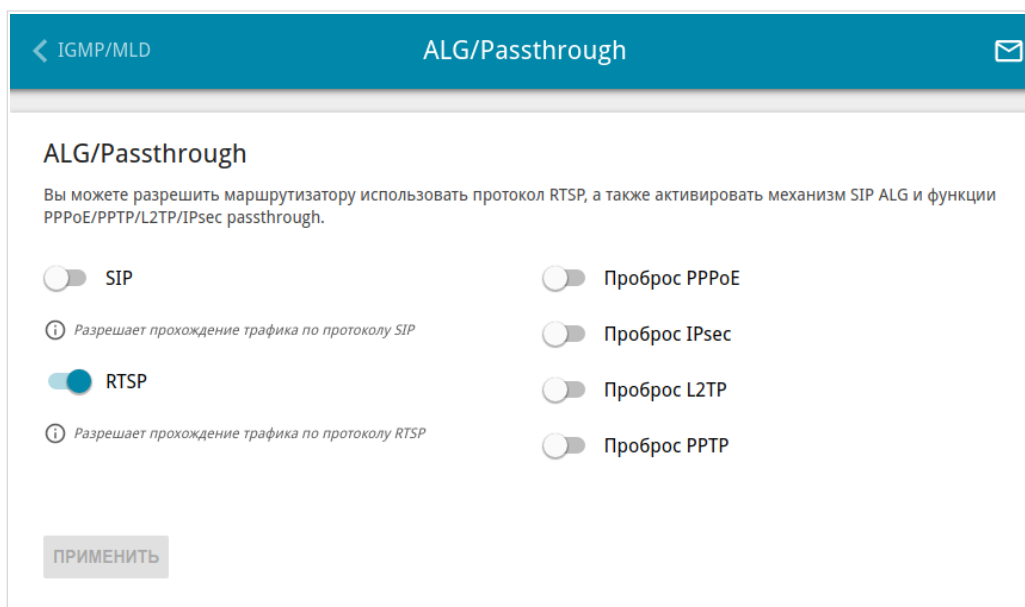 IGMP/MLD
ALG/Passthrough
ALG/Passthrough
Вы можете разрешить маршрутизатору использовать протокол RTSP, а также активировать механизм SIP ALG и функции
PPPoE/PPTP/L2TP/IPsec passthrough.
SIP
Разрешает прохождение трафика по протоколу SIP
RTSP
Разрешает прохождение трафика по протоколу RTSP
Проброс PPPoE
Проброс IPsec
Проброс L2TP
Проброс PPTP
ПРИМЕНИТЬ